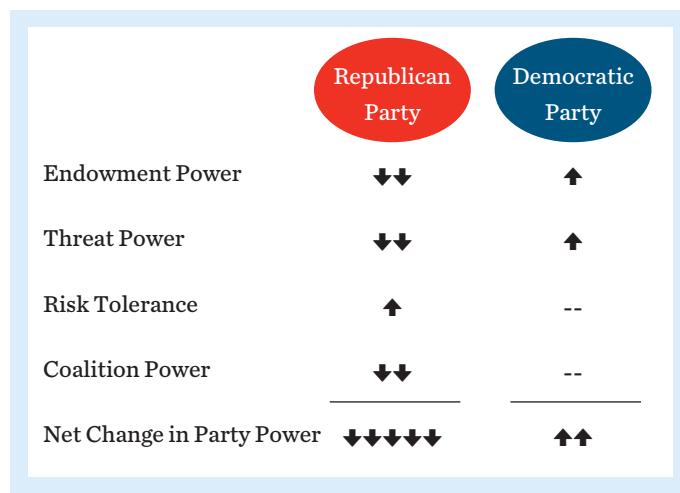 Republican Party
Democratic Party
Endowment Power
Threat Power
Risk Tolerance --
Coalition Power --
Net Change in Party Power